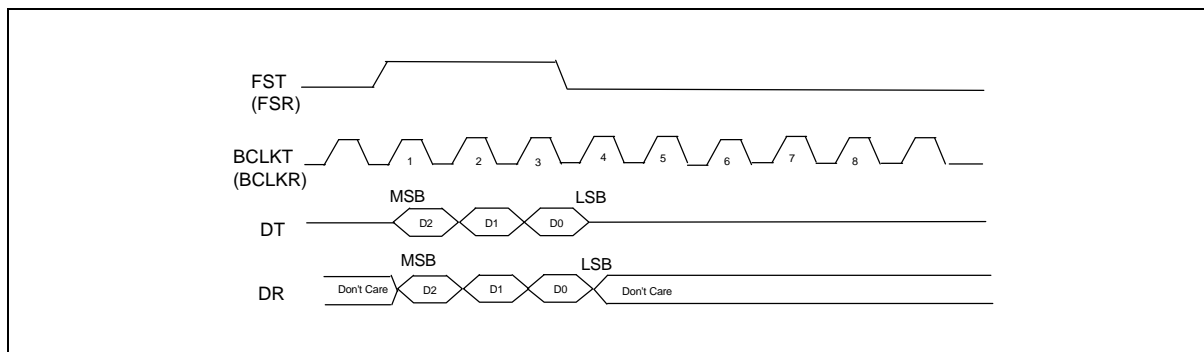 FST
(FSR)
BCLKT
(BCLKR)
1 2 3 4 5 6 7 8
MSB LSB
DT D2 D1 D0
MSB LSB
DR Don't Care D2 D1 D0 Don't Care